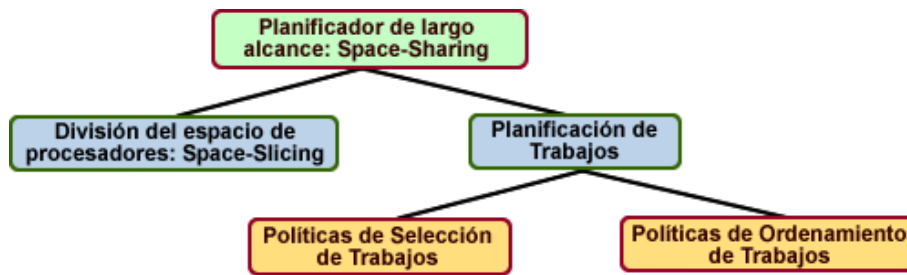 Planificador de largo
alcance: Space-Sharing
División del espacio de
procesadores: Space-Slicing
Planificación de
Trabajos
Políticas de Selección
de Trabajos
Políticas de Ordenamiento
de Trabajos